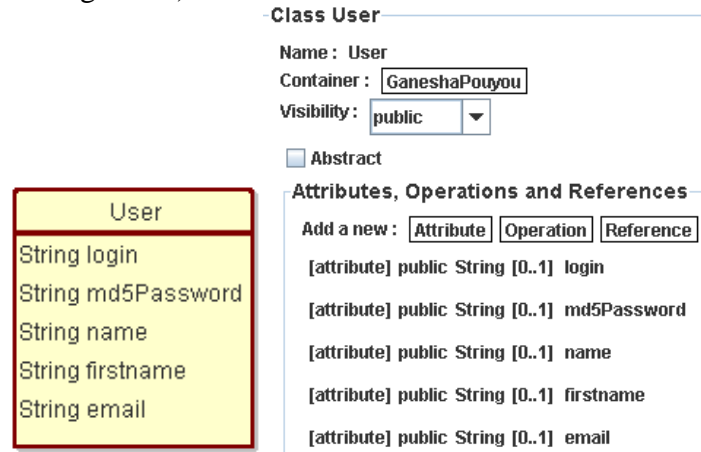 Class User
Name : User
Container : GaneshaPouyou
Visibility : public
Abstract
Attributes, Operations and References
Add a new : Attribute Operation Reference
[attribute] public String [0..1] login
[attribute] public String [0..1] md5Password
[attribute] public String [0..1] name
[attribute] public String [0..1] firstname
[attribute] public String [0..1] email
User
String login
String md5Password
String name
String firstname
String email